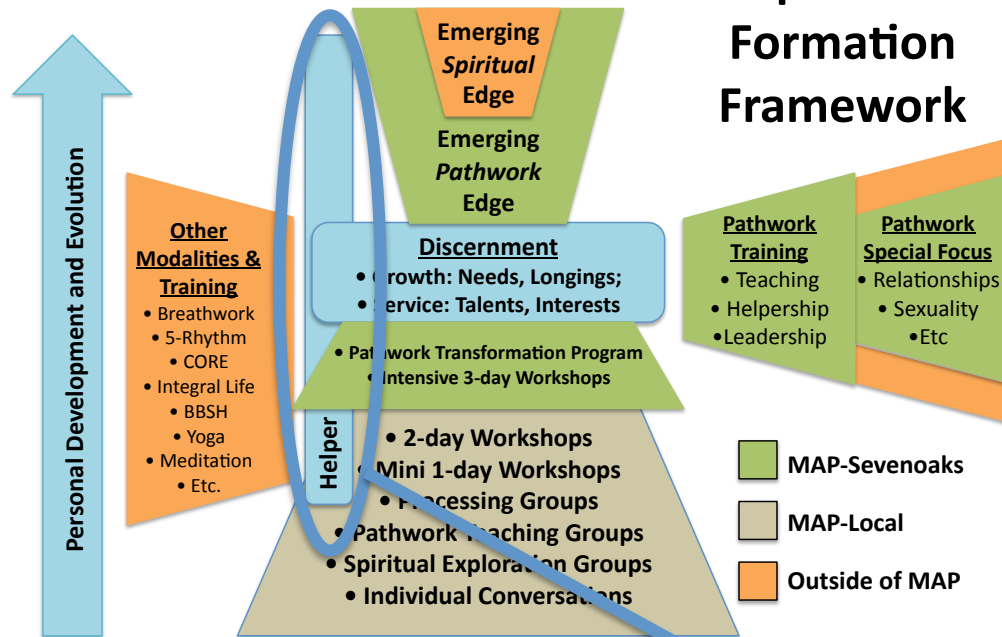 Formation
Framework
Emerging
Spiritual
Edge
Emerging
Pathwork
Edge
Personal Development and Evolution
Other
Modalities &
Training
• Breathwork
• 5-Rhythm
• CORE
• Integral Life
• BBSH
• Yoga
• Meditation
• Etc.
Helper
Discernment
• Growth: Needs, Longings;
• Service: Talents, Interests
• Pathwork Transformation Program
• Intensive 3-day Workshops
• 2-day Workshops
• Mini 1-day Workshops
• Processing Groups
• Pathwork Teaching Groups
• Spiritual Exploration Groups
• Individual Conversations
Pathwork
Training
• Teaching
• Helpership
•Leadership
Pathwork
Special Focus
• Relationships
• Sexuality
•Etc
MAP-Sevenoaks
MAP-Local
Outside of MAP